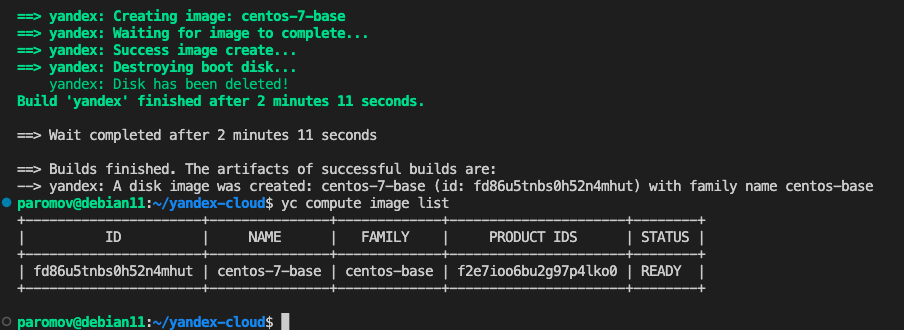 ==> yandex: Creating image: centos-7-base
==> yandex: Waiting for image to complete...
==> yandex: Success image create...
==> yandex: Destroying boot disk...
    yandex: Disk has been deleted!
Build 'yandex' finished after 2 minutes 11 seconds.

==> Wait completed after 2 minutes 11 seconds

==> Builds finished. The artifacts of successful builds are:
--> yandex: A disk image was created: centos-7-base (id: fd86u5tnbs0h52n4mhut) with family name centos-base
paromov@debian11:~/yandex-cloud$ yc compute image list
+----------------------+---------------+-------------+----------------------+--------+
|          ID          |     NAME      |   FAMILY    |     PRODUCT IDS      | STATUS |
+----------------------+---------------+-------------+----------------------+--------+
| fd86u5tnbs0h52n4mhut | centos-7-base | centos-base | f2e7ioo6bu2g97p4lko0 | READY  |
+----------------------+---------------+-------------+----------------------+--------+

paromov@debian11:~/yandex-cloud$